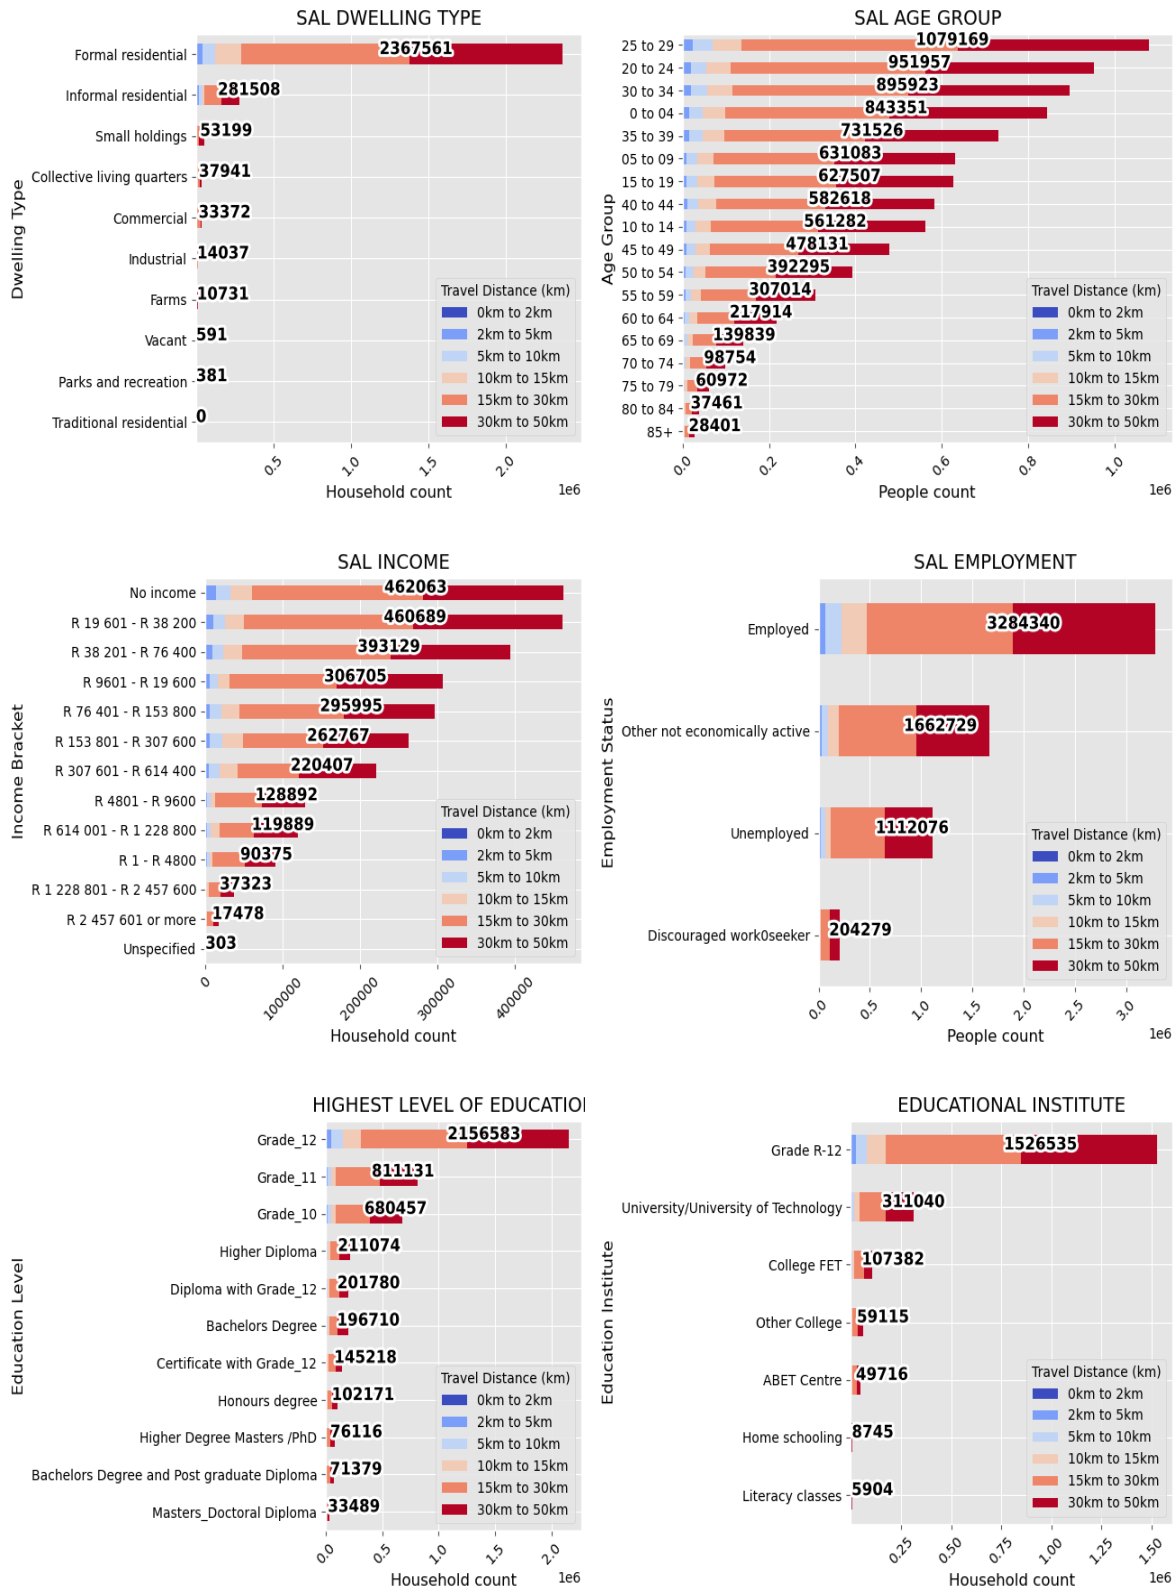 SAL DWELLING TYPE
Dwelling Type
Formal residential 2367561
Informal residential 281508
Small holdings 53199
Collective living quarters 37941
Commercial 33372
Industrial 14037
Farms 10731
Vacant 591
Parks and recreation 381
Traditional residential 0
Travel Distance (km)
0km to 2km
2km to 5km
5km to 10km
10km to 15km
15km to 30km
30km to 50km
0.5 1.0 1.5 2.0
1e6
Household count
SAL AGE GROUP
Age Group
25 to 29 1079169
20 to 24 951957
30 to 34 895923
0 to 04 843351
35 to 39 731526
05 to 09 631083
15 to 19 627507
40 to 44 582618
10 to 14 561282
45 to 49 478131
50 to 54 392295
55 to 59 307014
60 to 64 217914
65 to 69 139839
70 to 74 98754
75 to 79 60972
80 to 84 37461
85+ 28401
Travel Distance (km)
0km to 2km
2km to 5km
5km to 10km
10km to 15km
15km to 30km
30km to 50km
0.0 0.2 0.4 0.6 0.8 1.0
1e6
People count
SAL INCOME
Income Bracket
No income 462063
R 19 601 - R 38 200 460689
R 38 201 - R 76 400 393129
R 9601 - R 19 600 306705
R 76 401 - R 153 800 295995
R 153 801 - R 307 600 262767
R 307 601 - R 614 400 220407
R 4801 - R 9600 128892
R 614 001 - R 1 228 800 119889
R 1 - R 4800 90375
R 1 228 801 - R 2 457 600 37323
R 2 457 601 or more 17478
Unspecified 303
Travel Distance (km)
0km to 2km
2km to 5km
5km to 10km
10km to 15km
15km to 30km
30km to 50km
0 100000 200000 300000 400000
Household count
SAL EMPLOYMENT
Employment Status
Employed 3284340
Other not economically active 1662729
Unemployed 1112076
Discouraged work0seeker 204279
Travel Distance (km)
0km to 2km
2km to 5km
5km to 10km
10km to 15km
15km to 30km
30km to 50km
0.0 0.5 1.0 1.5 2.0 2.5 3.0
1e6
People count
HIGHEST LEVEL OF EDUCATIO
Education Level
Grade_12 2156583
Grade_11 811131
Grade_10 680457
Higher Diploma 211074
Diploma with Grade_12 201780
Bachelors Degree 196710
Certificate with Grade_12 145218
Honours degree 102171
Higher Degree Masters /PhD 76116
Bachelors Degree and Post graduate Diploma 71379
Masters_Doctoral Diploma 33489
Travel Distance (km)
0km to 2km
2km to 5km
5km to 10km
10km to 15km
15km to 30km
30km to 50km
0.0 0.5 1.0 1.5 2.0
1e6
Household count
EDUCATIONAL INSTITUTE
Education Institute
Grade R-12 1526535
University/University of Technology 311040
College FET 107382
Other College 59115
ABET Centre 49716
Home schooling 8745
Literacy classes 5904
Travel Distance (km)
0km to 2km
2km to 5km
5km to 10km
10km to 15km
15km to 30km
30km to 50km
0.25 0.50 0.75 1.00 1.25 1.50
1e6
Household count